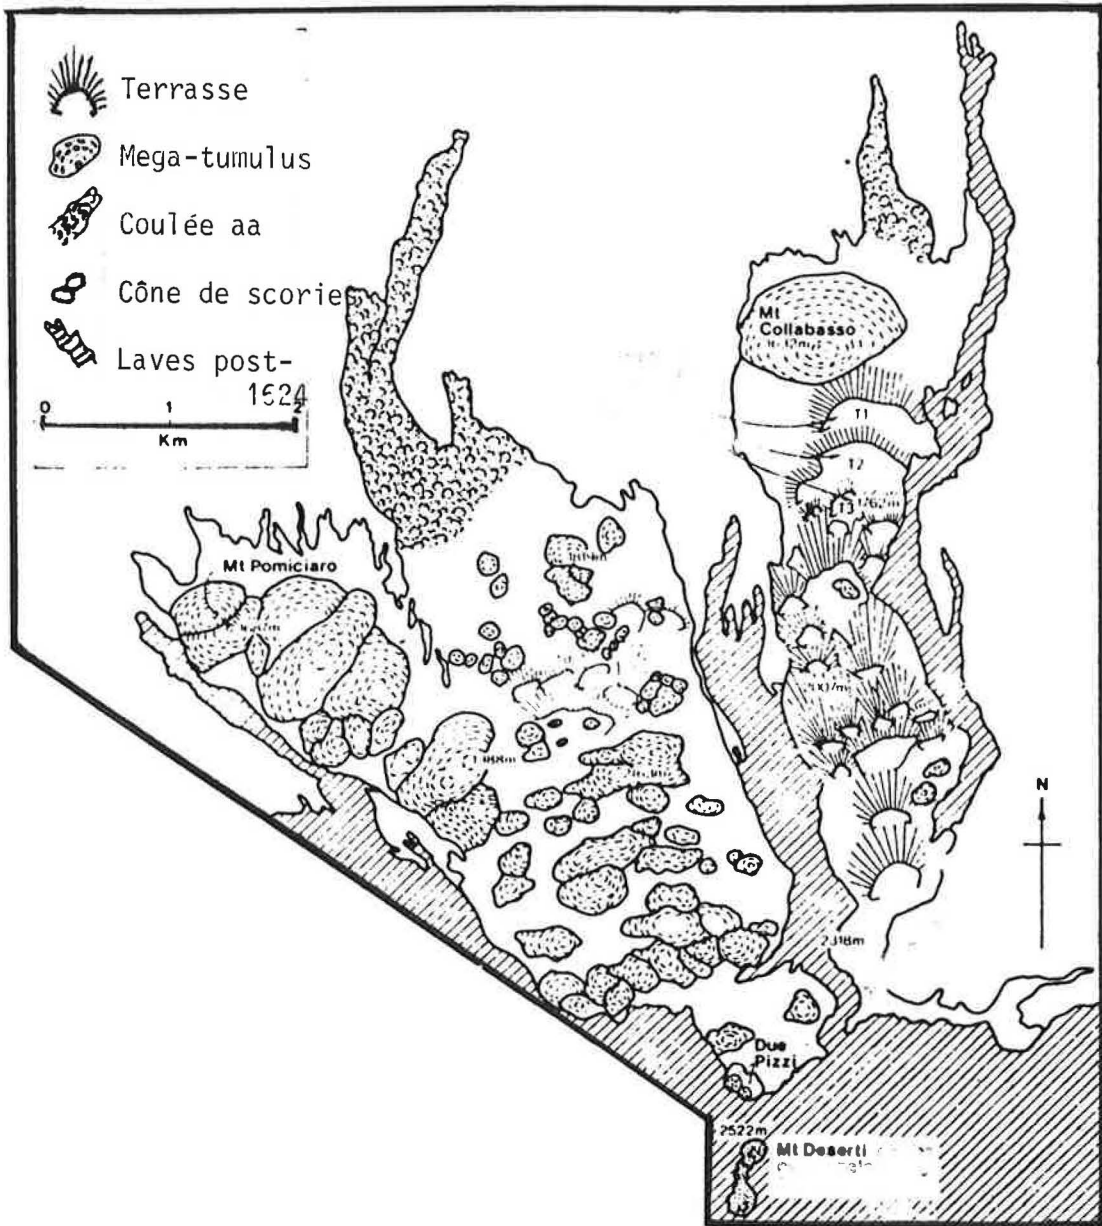 Terrasse
Mega-tumulus
Coulée aa
Cône de scories
Laves post-
1624
0 1 2
Km
Mt
Collabasso
T1
T2
T3
Mt Pomiciaro
N
2318m
Due
Pizzi
2522m
Mt Deserti